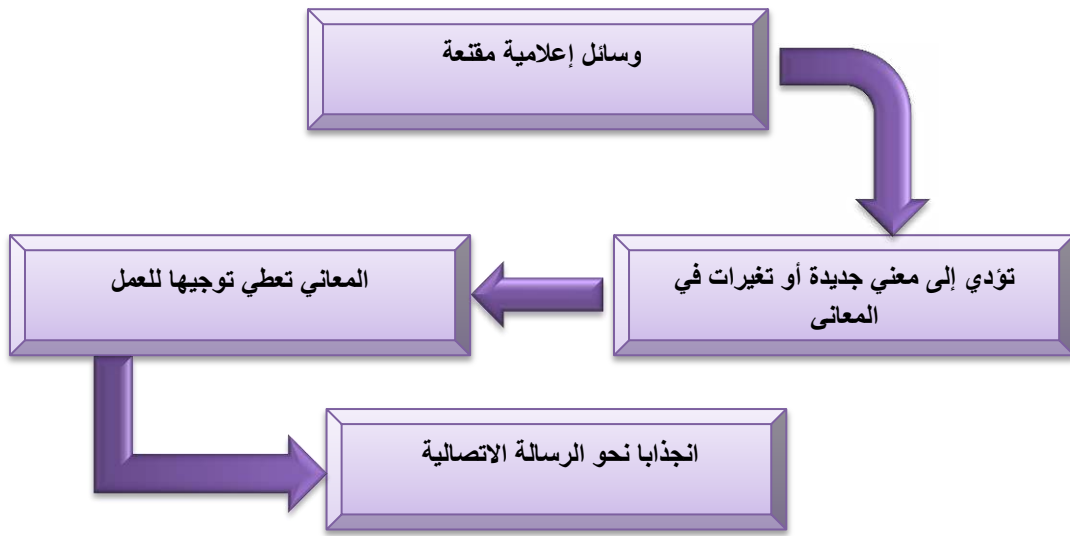 وسائل إعلامية مقنعة
تؤدي إلى معني جديدة أو تغيرات في
المعانى
المعاني تعطي توجيها للعمل
انجذابا نحو الرسالة الاتصالية